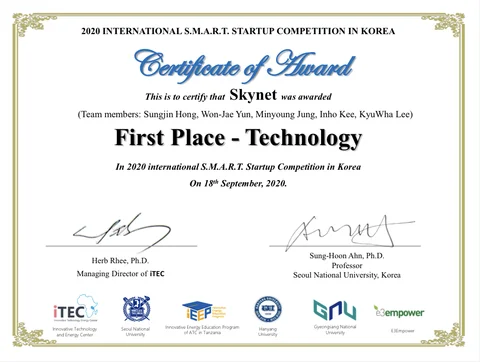 2020 INTERNATIONAL S.M.A.R.T. STARTUP COMPETITION IN KOREA
Certificate of Award
This is to certify that Skynet was awarded
(Team members: Sungjin Hong, Won-Jae Yun, Minyoung Jung, Inho Kee, KyuWha Lee)
First Place - Technology
In 2020 international S.M.A.R.T. Startup Competition in Korea
On 18th September, 2020.
Herb Rhee, Ph.D.
Managing Director of iTEC
Sung-Hoon Ahn, Ph.D.
Professor
Seoul National University, Korea
iTEC
IEEP
GNU
e3empower
Innovative Technology
and Energy Center
Seoul National
University
Innovative Energy Education Program
of ATC in Tanzania
Hanyang
University
Gyeongsang National
University
E3Empower